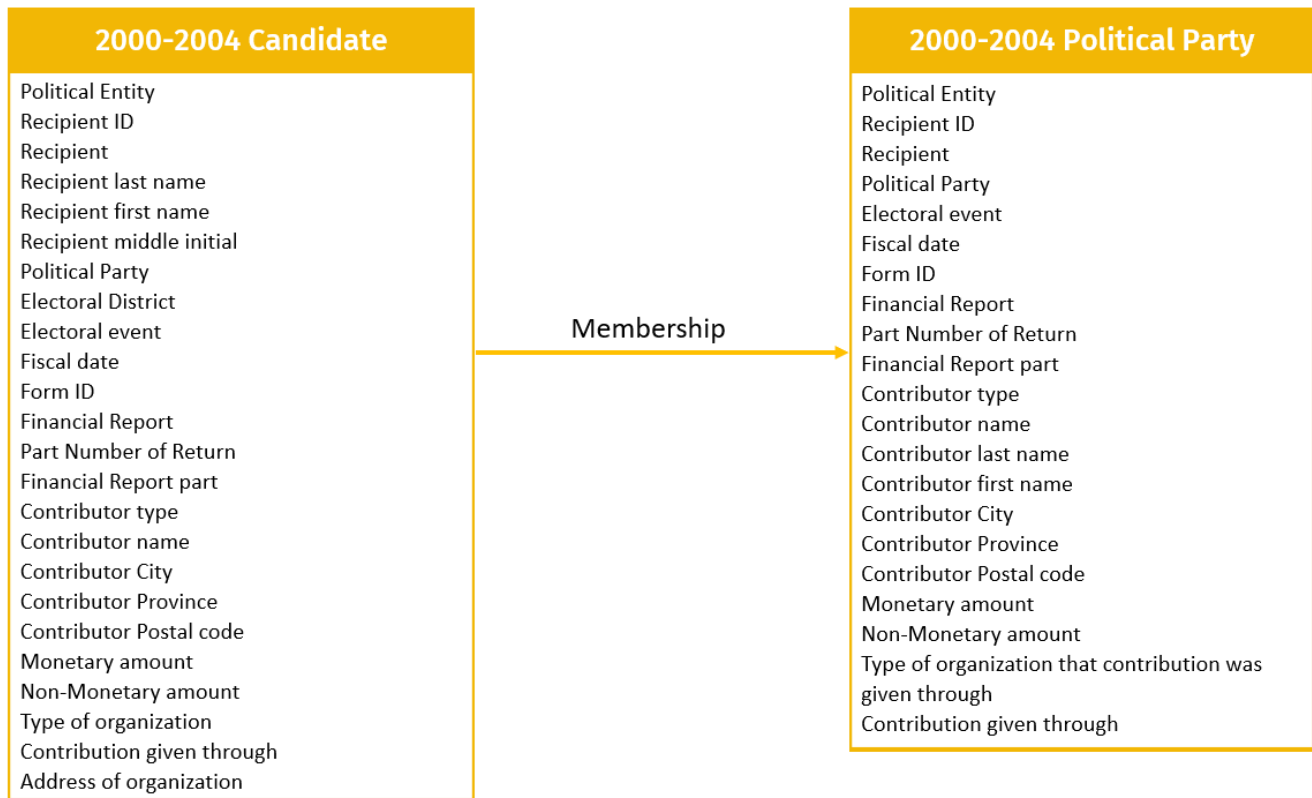 2000-2004 Candidate
Political Entity
Recipient ID
Recipient
Recipient last name
Recipient first name
Recipient middle initial
Political Party
Electoral District
Electoral event
Fiscal date
Form ID
Financial Report
Part Number of Return
Financial Report part
Contributor type
Contributor name
Contributor City
Contributor Province
Contributor Postal code
Monetary amount
Non-Monetary amount
Type of organization
Contribution given through
Address of organization
Membership
2000-2004 Political Party
Political Entity
Recipient ID
Recipient
Political Party
Electoral event
Fiscal date
Form ID
Financial Report
Part Number of Return
Financial Report part
Contributor type
Contributor name
Contributor last name
Contributor first name
Contributor City
Contributor Province
Contributor Postal code
Monetary amount
Non-Monetary amount
Type of organization that contribution was
given through
Contribution given through